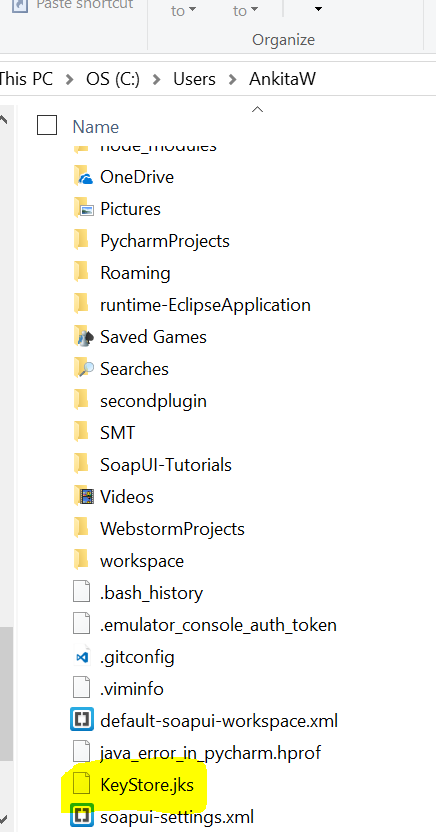 Paste shortcut
to
to
Organize
This PC > OS (C:) > Users > AnkitaW
Name
node_modules
OneDrive
Pictures
PycharmProjects
Roaming
runtime-EclipseApplication
Saved Games
Searches
secondplugin
SMT
SoapUI-Tutorials
Videos
WebstormProjects
workspace
.bash_history
.emulator_console_auth_token
.gitconfig
.viminfo
default-soapui-workspace.xml
java_error_in_pycharm.hprof
KeyStore.jks
soapui-settings.xml